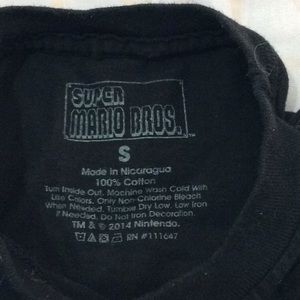 SUPER
MARIO BROS.™
S
Made in Nicaragua
100% Cotton
Turn Inside Out. Machine Wash Cold With
Like Colors. Only Non-Chlorine Bleach
When Needed. Tumble Dry Low. Low Iron
If Needed. Do Not Iron Decoration.
TM & © 2014 Nintendo.
RN #111647